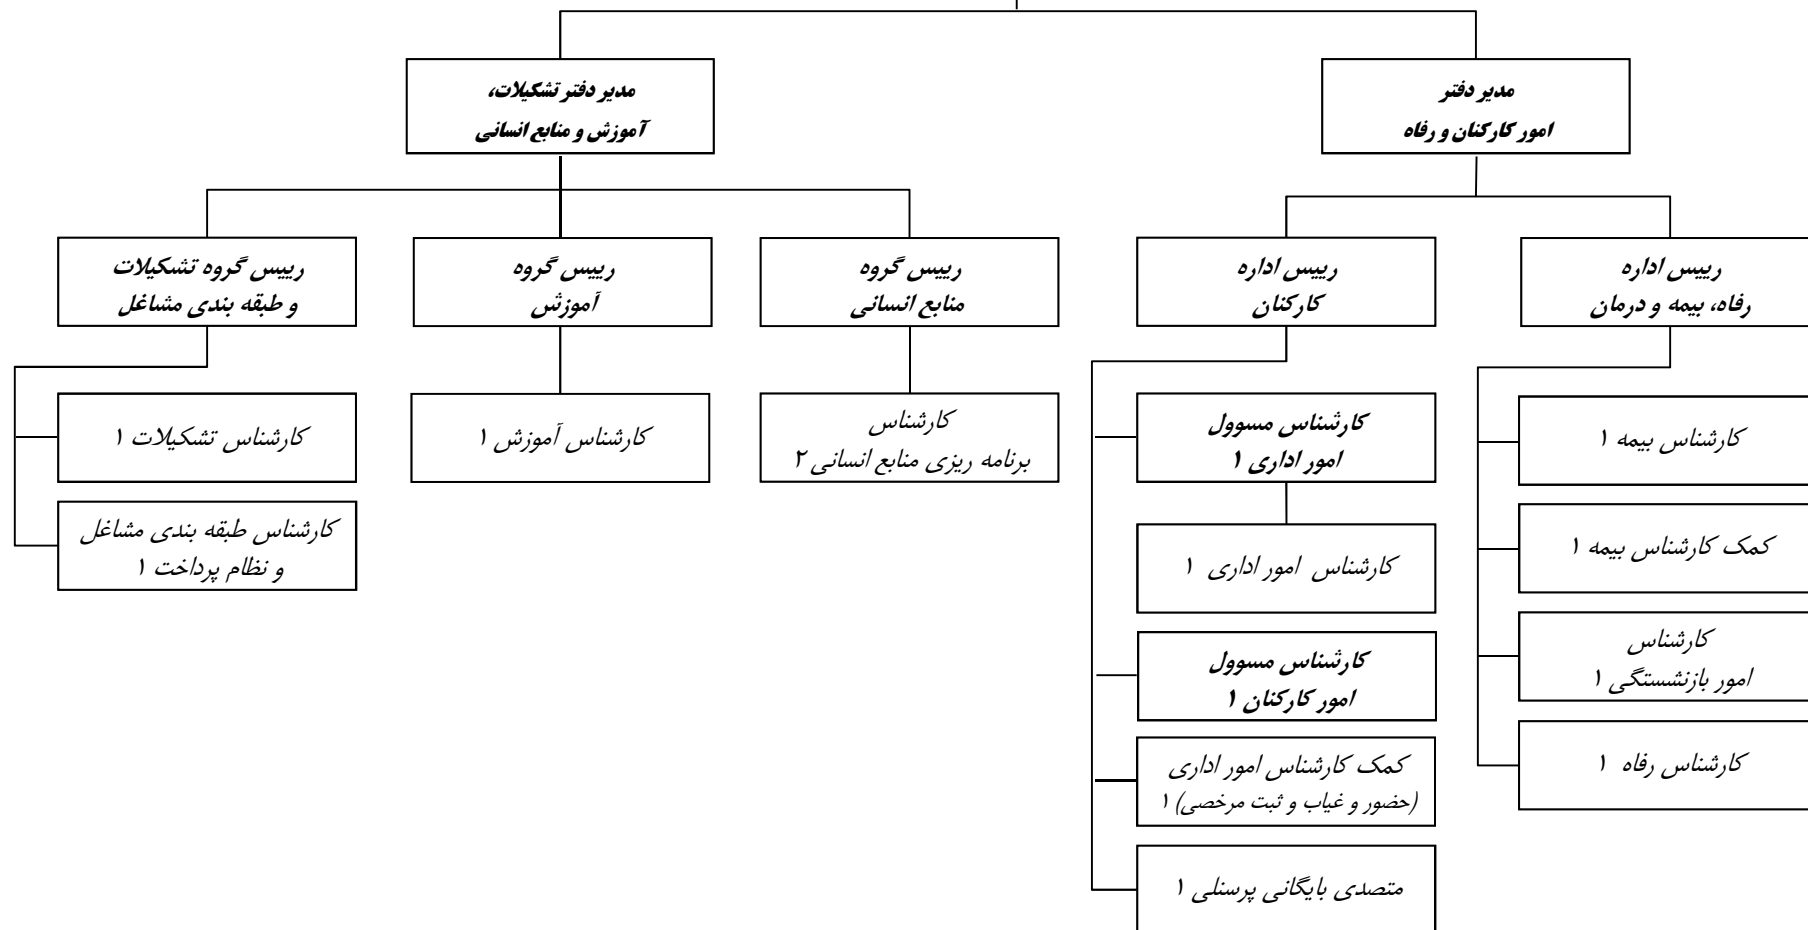 مدیر دفتر
امور کارکنان و رفاه
مدیر دفتر تشکیلات،
آموزش و منابع انسانی
رییس اداره
رفاه، بیمه و درمان
رییس اداره
کارکنان
رییس گروه
منابع انسانی
رییس گروه
آموزش
رییس گروه تشکیلات
و طبقه بندی مشاغل
کارشناس بیمه ۱
کمک کارشناس بیمه ۱
کارشناس
امور بازنشستگی ۱
کارشناس رفاه ۱
کارشناس مسوول
امور اداری ۱
کارشناس امور اداری ۱
کارشناس مسوول
امور کارکنان ۱
کمک کارشناس امور اداری
(حضور و غیاب و ثبت مرخصی) ۱
متصدی بایگانی پرسنلی ۱
کارشناس
برنامه ریزی منابع انسانی ۲
کارشناس آموزش ۱
کارشناس تشکیلات ۱
کارشناس طبقه بندی مشاغل
و نظام پرداخت ۱